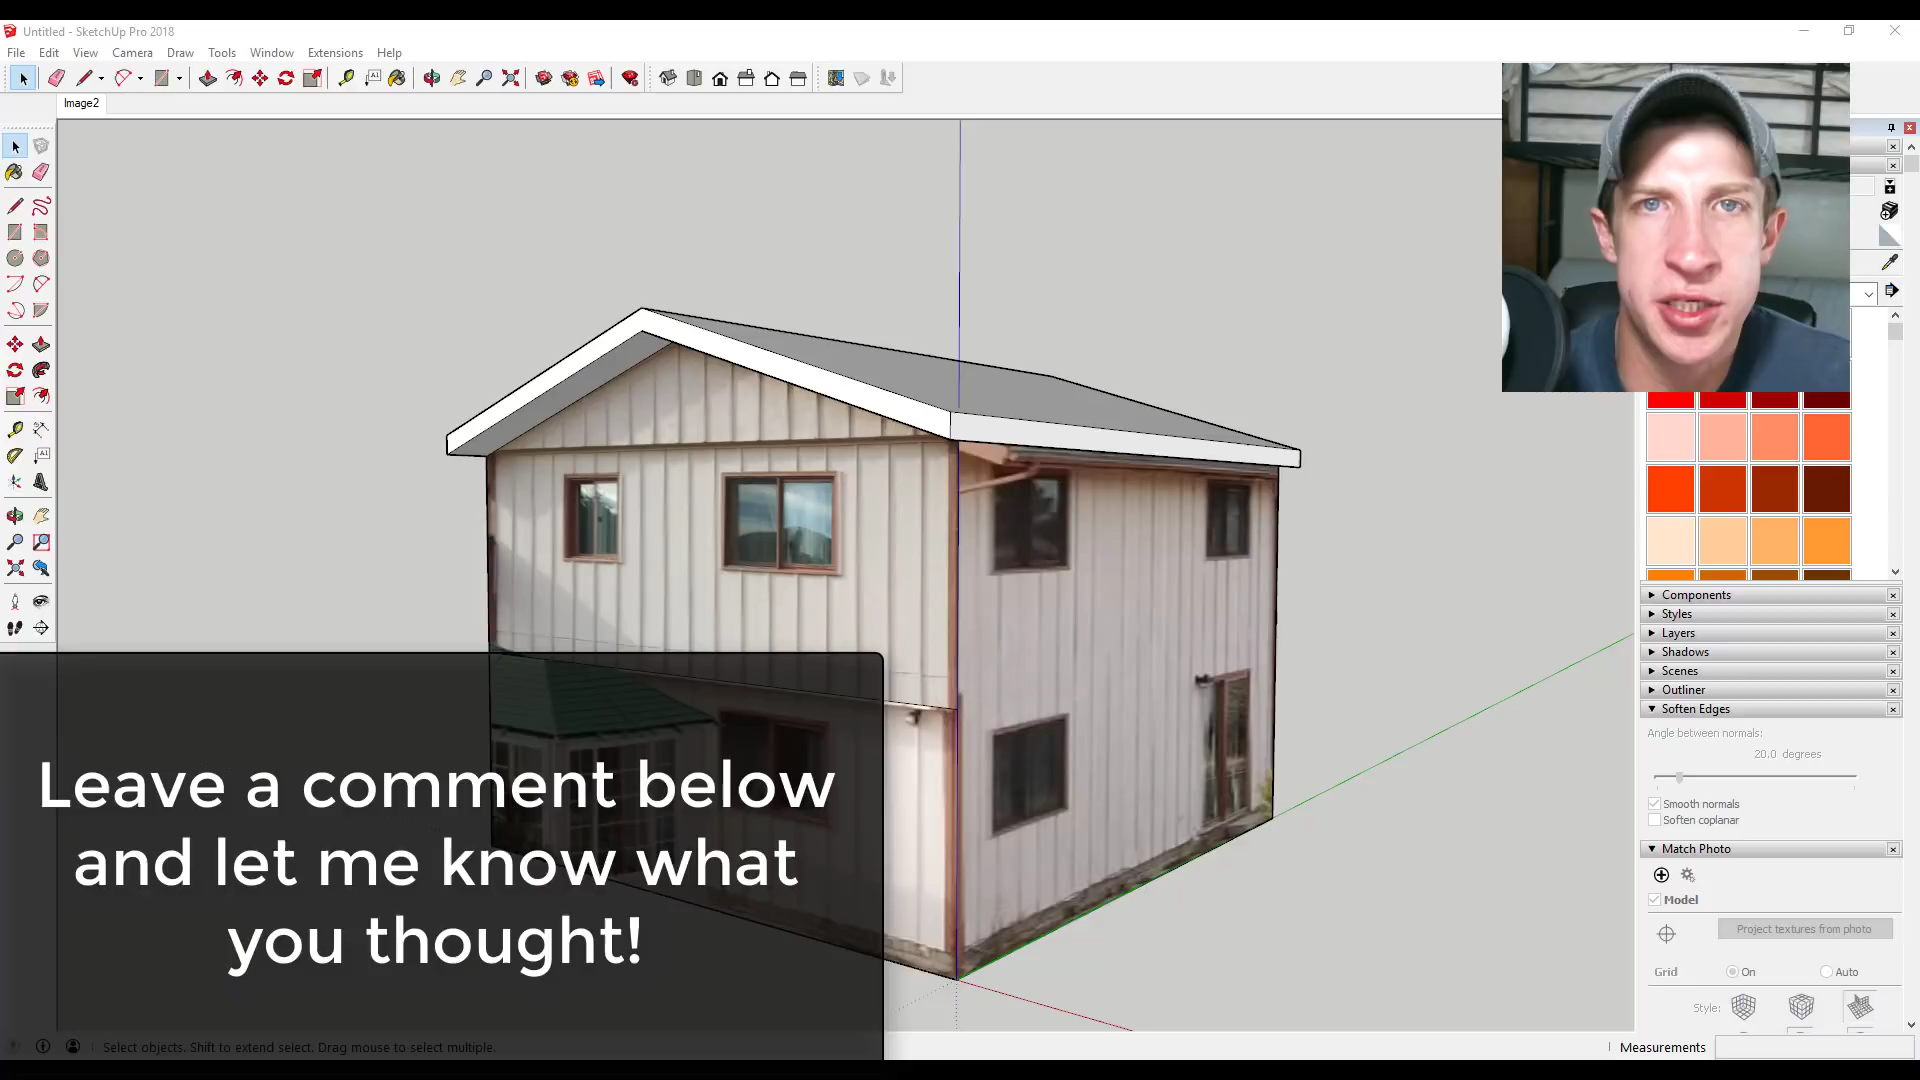 Untitled - SketchUp Pro 2018
File Edit View Camera Draw Tools Window Extensions Help
Image2
Components
Styles
Layers
Shadows
Scenes
Outliner
Soften Edges
Angle between normals:
20.0 degrees
Smooth normals
Soften coplanar
Match Photo
Model
Project textures from photo
Grid On Auto
Style:
Leave a comment below
and let me know what
you thought!
Select objects. Shift to extend select. Drag mouse to select multiple.
Measurements